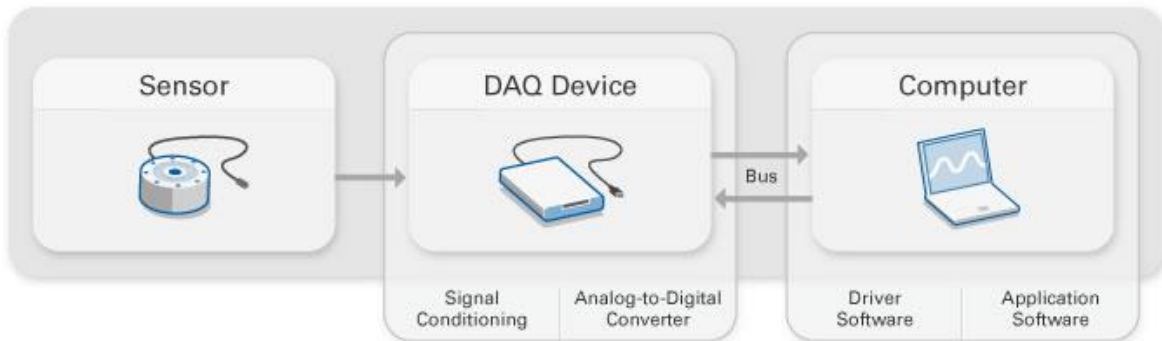 Sensor
DAQ Device
Computer
Bus
Signal
Conditioning
Analog-to-Digital
Converter
Driver
Software
Application
Software